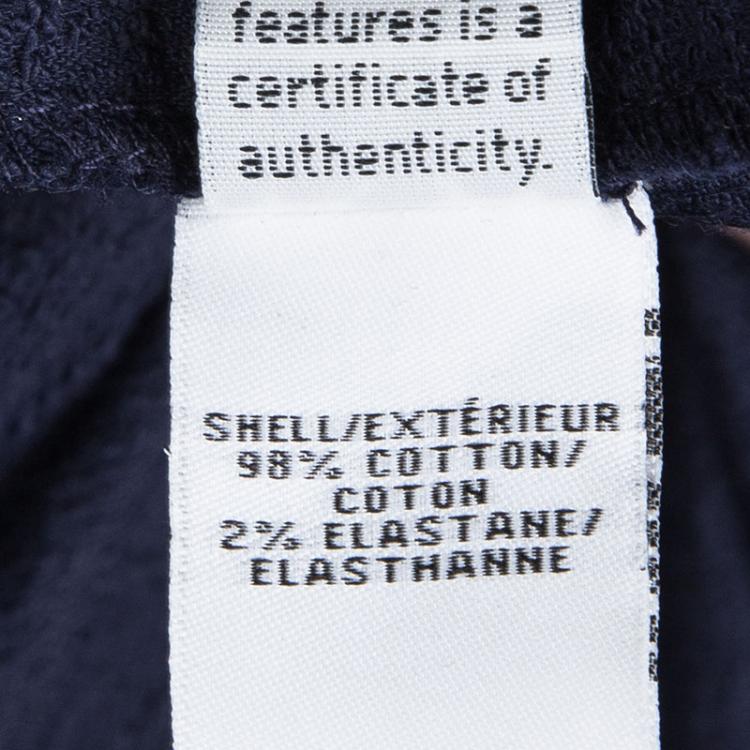 features is a
certificate of
authenticity.
SHELL/EXTÉRIEUR
98% COTTON/
COTON
2% ELASTANE/
ELASTHANNE